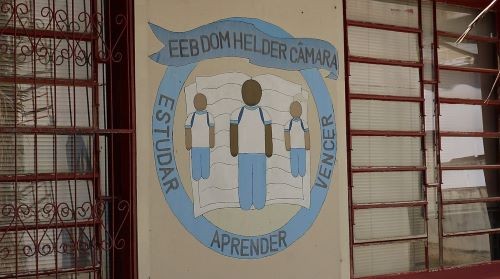 EEB DOM HELDER CÂMARA
ESTUDAR
APRENDER
VENCER